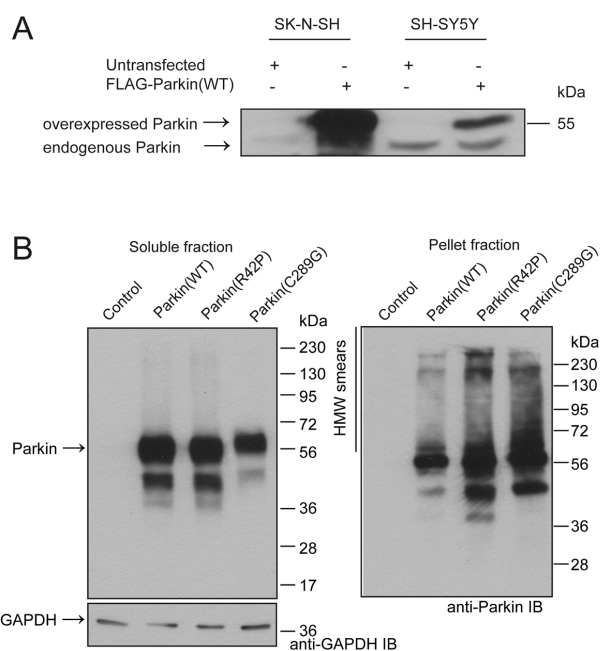 A
SK-N-SH SH-SY5Y
Untransfected + - + -
FLAG-Parkin(WT) - + - +
kDa
overexpressed Parkin → 55
endogenous Parkin →
B
Soluble fraction
Control Parkin(WT) Parkin(R42P) Parkin(C289G)
kDa
230
130
95
72
Parkin → 56
36
28
17
GAPDH → 36
anti-GAPDH IB
Pellet fraction
Control Parkin(WT) Parkin(R42P) Parkin(C289G)
HMW smears
kDa
230
130
95
72
56
36
28
anti-Parkin IB